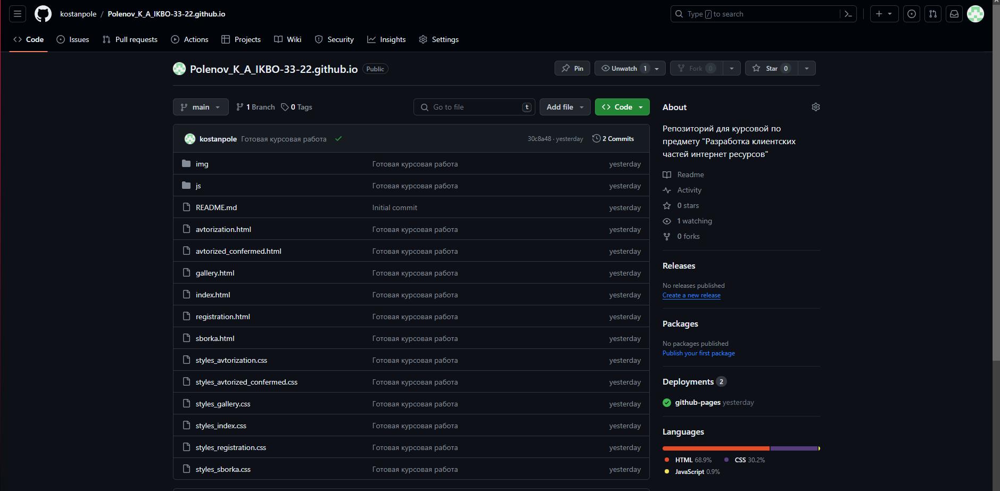 kostanpole / Polenov_K_A_IKBO-33-22.github.io
Type / to search
Code Issues Pull requests Actions Projects Wiki Security Insights Settings
Polenov_K_A_IKBO-33-22.github.io Public
Pin Unwatch 1 Fork 0 Star 0
main 1 Branch 0 Tags Go to file t Add file Code
kostanpole Готовая курсовая работа 30c8a48 · yesterday 2 Commits
img Готовая курсовая работа yesterday
js Готовая курсовая работа yesterday
README.md Initial commit yesterday
avtorization.html Готовая курсовая работа yesterday
avtorized_confermed.html Готовая курсовая работа yesterday
gallery.html Готовая курсовая работа yesterday
index.html Готовая курсовая работа yesterday
registration.html Готовая курсовая работа yesterday
sborka.html Готовая курсовая работа yesterday
styles_avtorization.css Готовая курсовая работа yesterday
styles_avtorized_confermed.css Готовая курсовая работа yesterday
styles_gallery.css Готовая курсовая работа yesterday
styles_index.css Готовая курсовая работа yesterday
styles_registration.css Готовая курсовая работа yesterday
styles_sborka.css Готовая курсовая работа yesterday
About
Репозиторий для курсовой по
предмету "Разработка клиентских
частей интернет ресурсов"
Readme
Activity
0 stars
1 watching
0 forks
Releases
No releases published
Create a new release
Packages
No packages published
Publish your first package
Deployments 2
github-pages yesterday
Languages
HTML 68.9% CSS 30.2%
JavaScript 0.9%